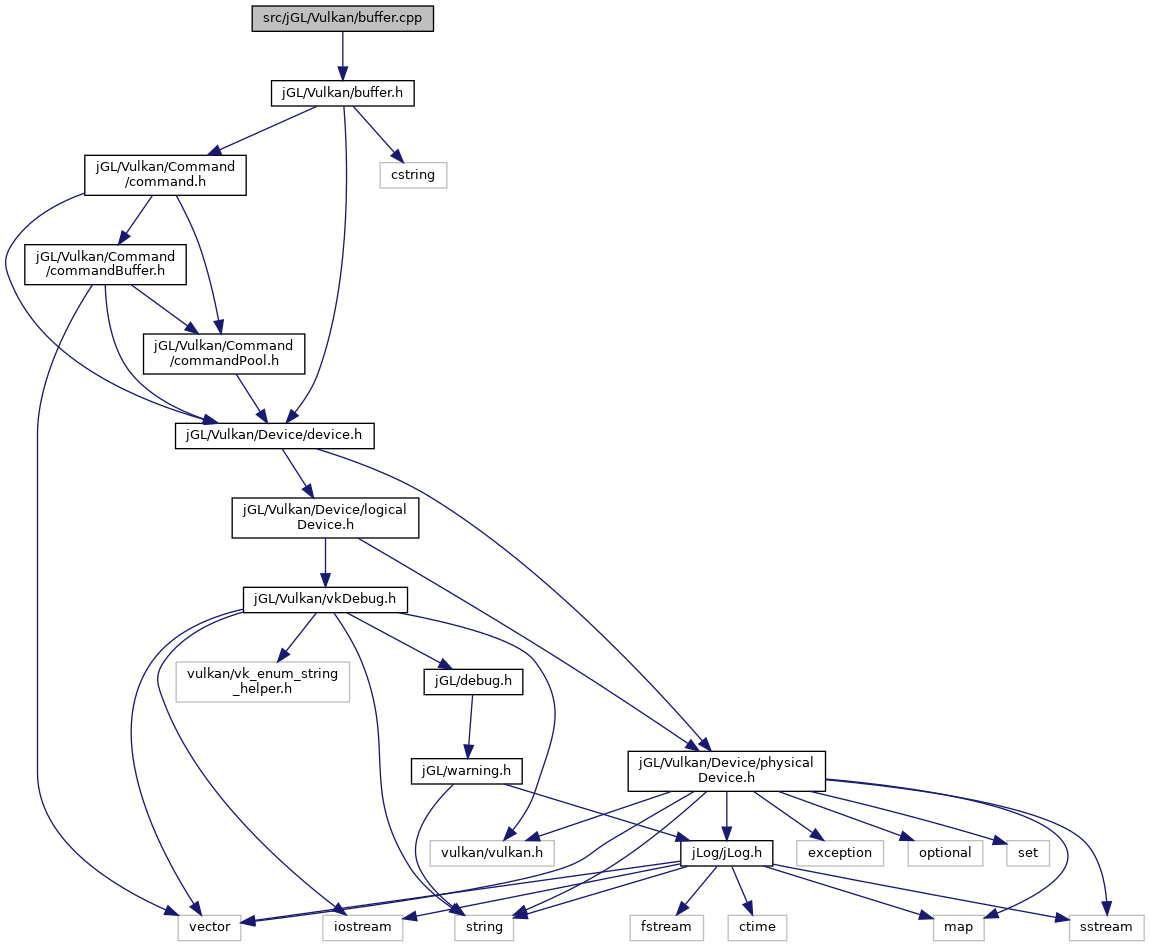 src/jGL/Vulkan/buffer.cpp
jGL/Vulkan/buffer.h
jGL/Vulkan/Command
/command.h
cstring
jGL/Vulkan/Command
/commandBuffer.h
jGL/Vulkan/Command
/commandPool.h
jGL/Vulkan/Device/device.h
jGL/Vulkan/Device/logical
Device.h
jGL/Vulkan/vkDebug.h
vulkan/vk_enum_string
_helper.h
jGL/debug.h
jGL/warning.h
jGL/Vulkan/Device/physical
Device.h
vulkan/vulkan.h
jLog/jLog.h
exception
optional
set
vector
iostream
string
fstream
ctime
map
sstream